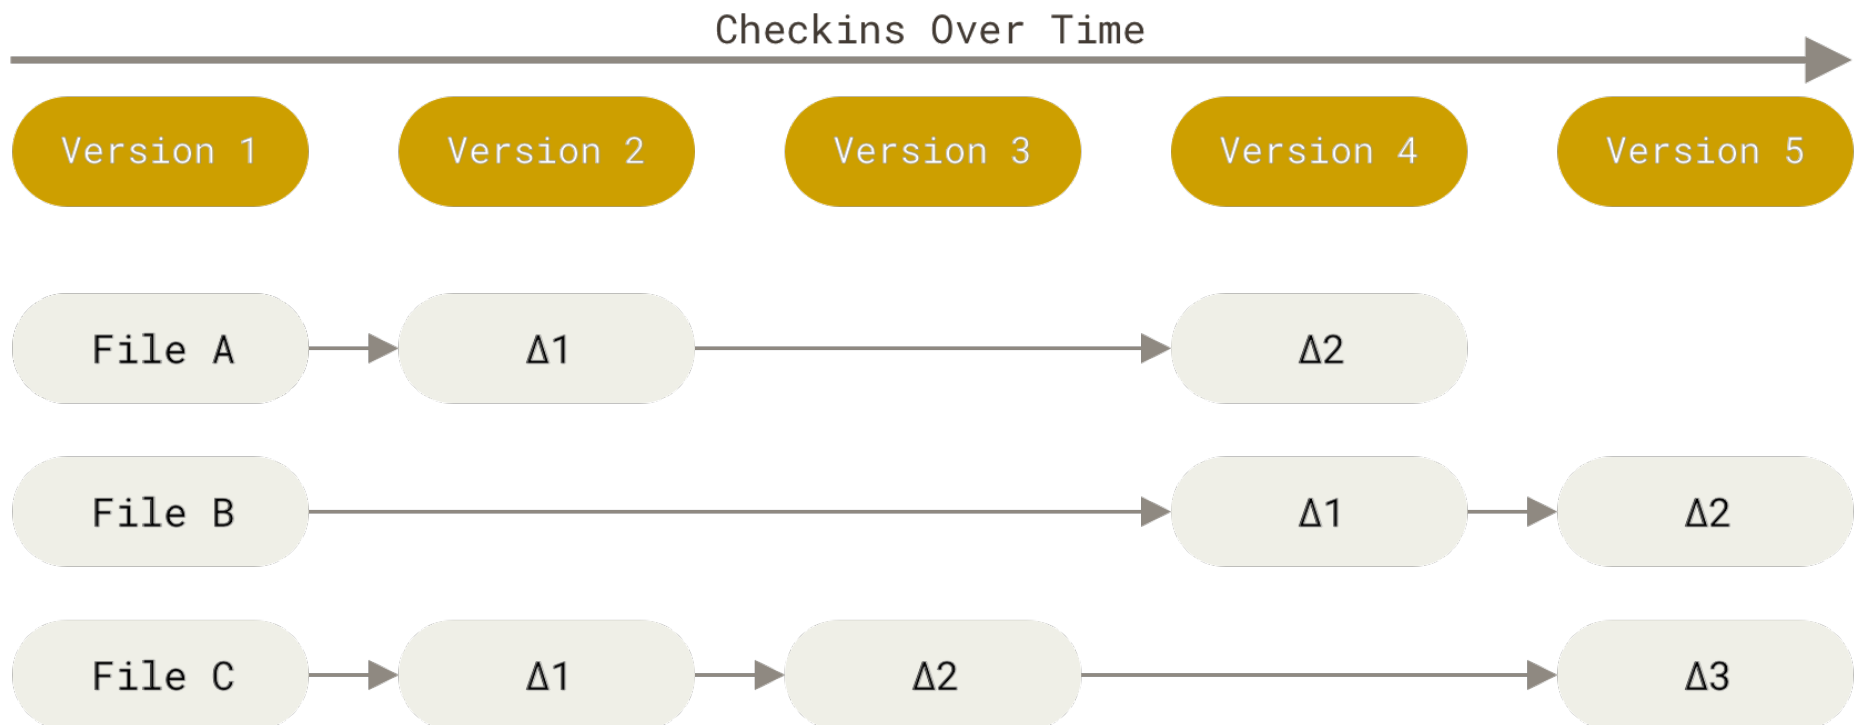 Checkins Over Time
Version 1 Version 2 Version 3 Version 4 Version 5
File A Δ1 Δ2
File B Δ1 Δ2
File C Δ1 Δ2 Δ3